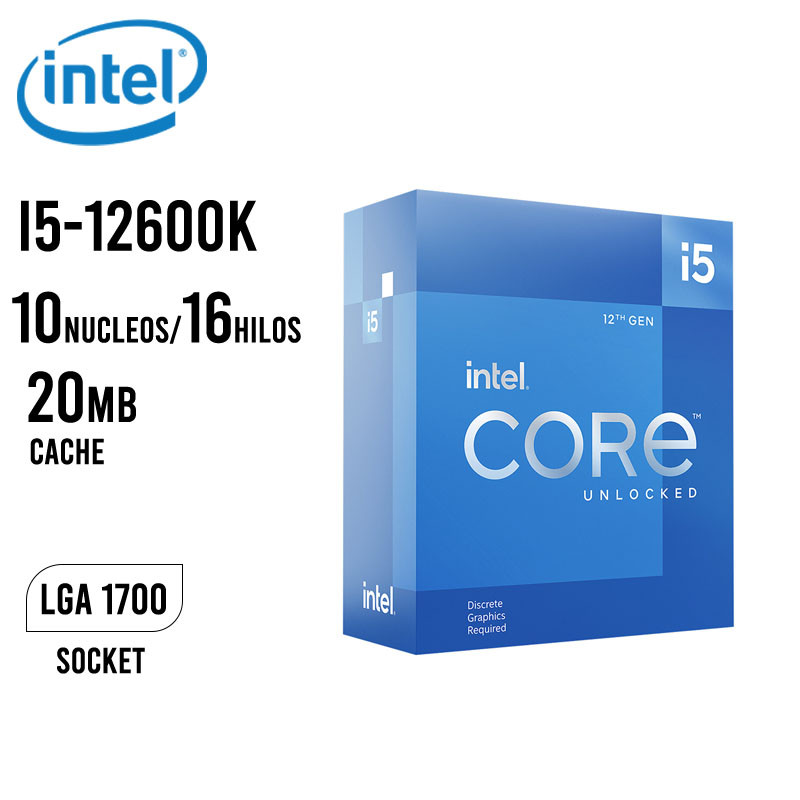 intel®
I5-12600K
10NUCLEOS/16HILOS
20MB
CACHE
LGA 1700
SOCKET
i5
i5
12TH GEN
intel.
CORE™
UNLOCKED
Discrete
Graphics
Required
intel.